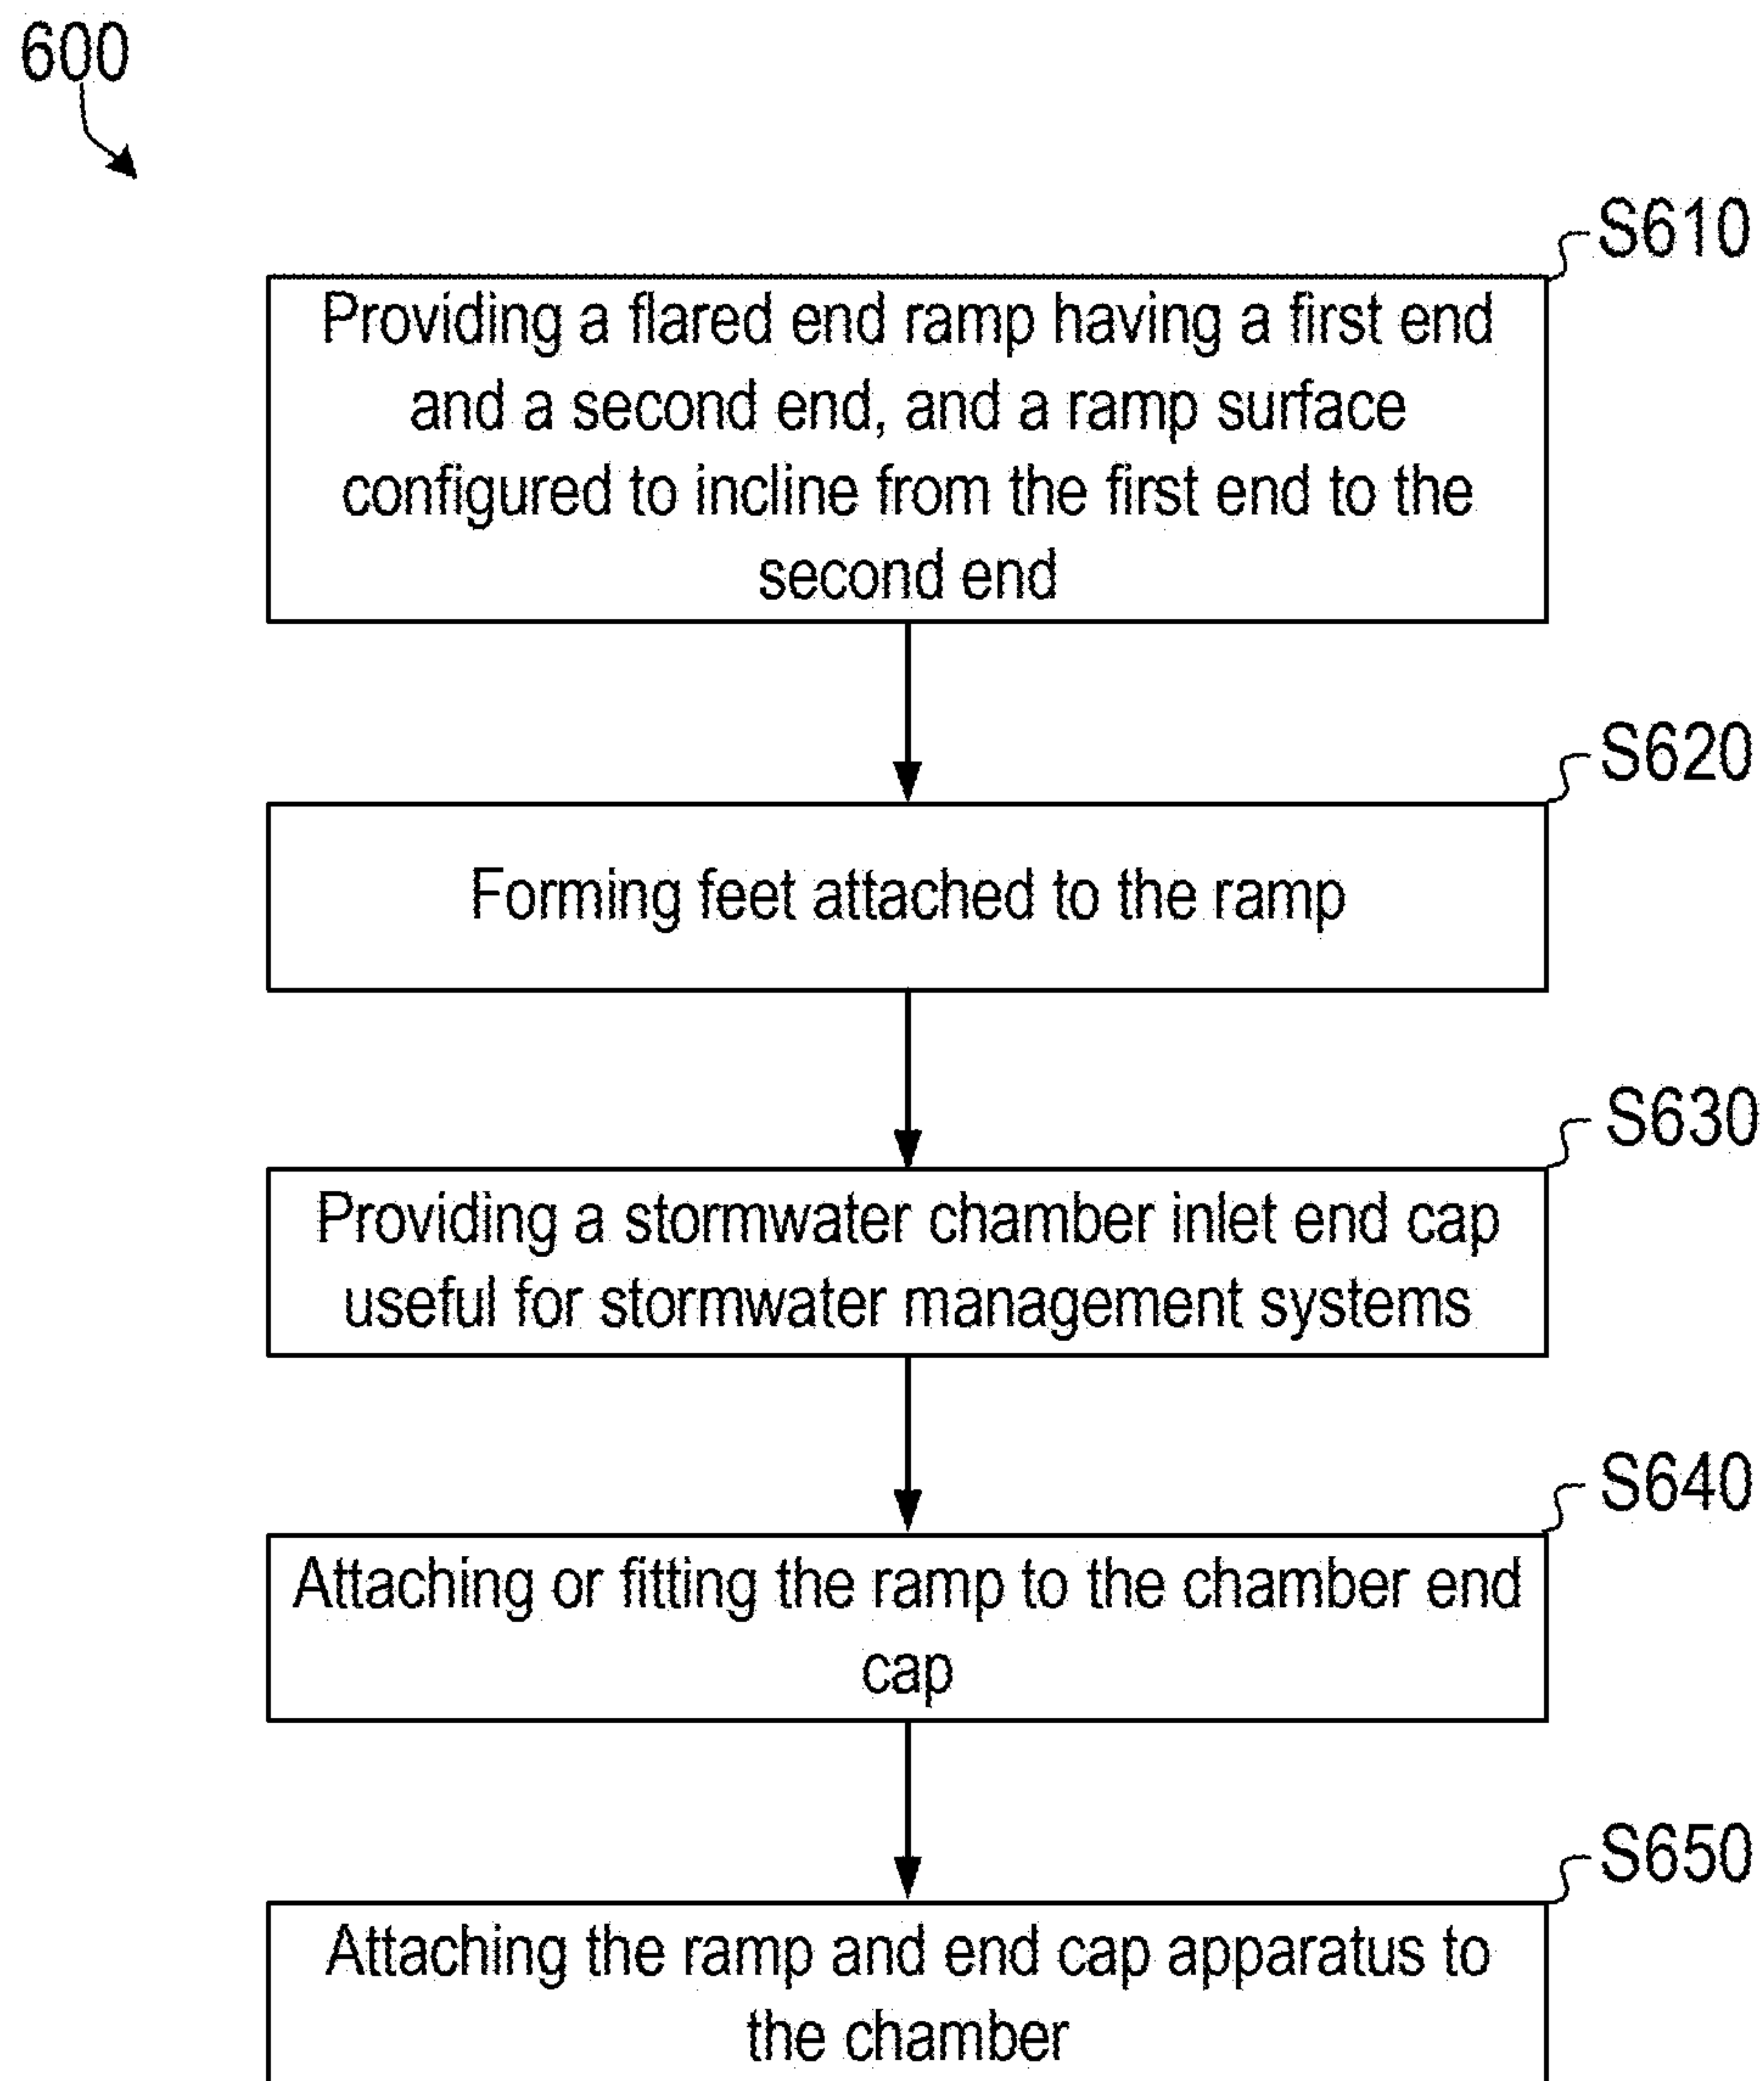 600
S610
Providing a flared end ramp having a first end
and a second end, and a ramp surface
configured to incline from the first end to the
second end
S620
Forming feet attached to the ramp
S630
Providing a stormwater chamber inlet end cap
useful for stormwater management systems
S640
Attaching or fitting the ramp to the chamber end
cap
S650
Attaching the ramp and end cap apparatus to
the chamber